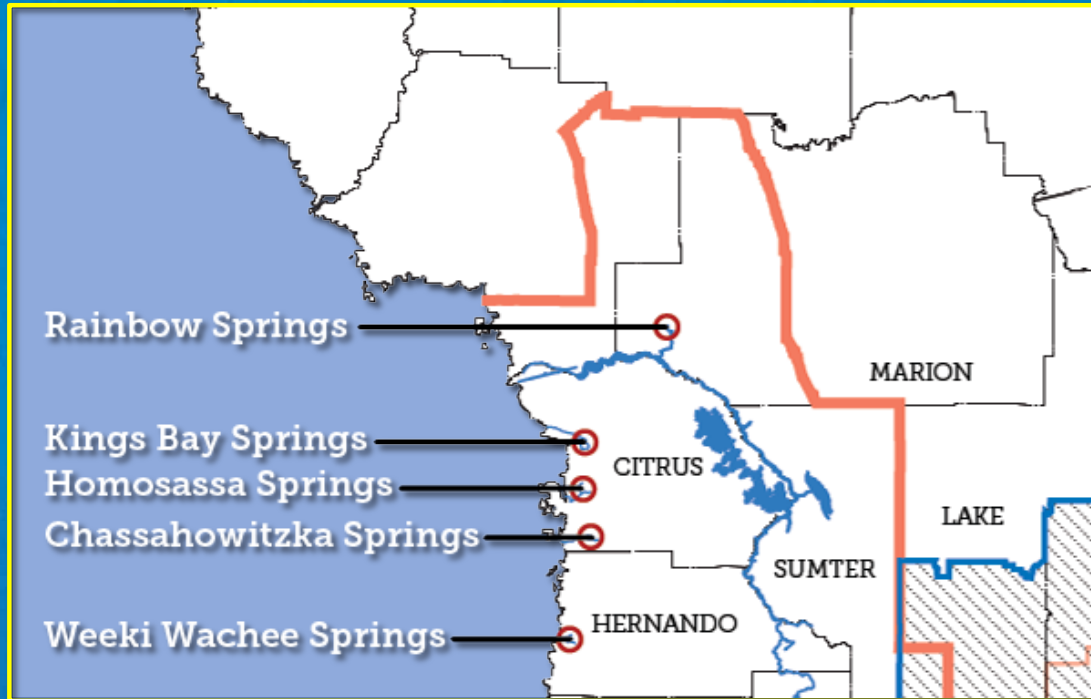 Rainbow Springs
MARION
Kings Bay Springs
CITRUS
Homosassa Springs
LAKE
Chassahowitzka Springs
SUMTER
HERNANDO
Weeki Wachee Springs